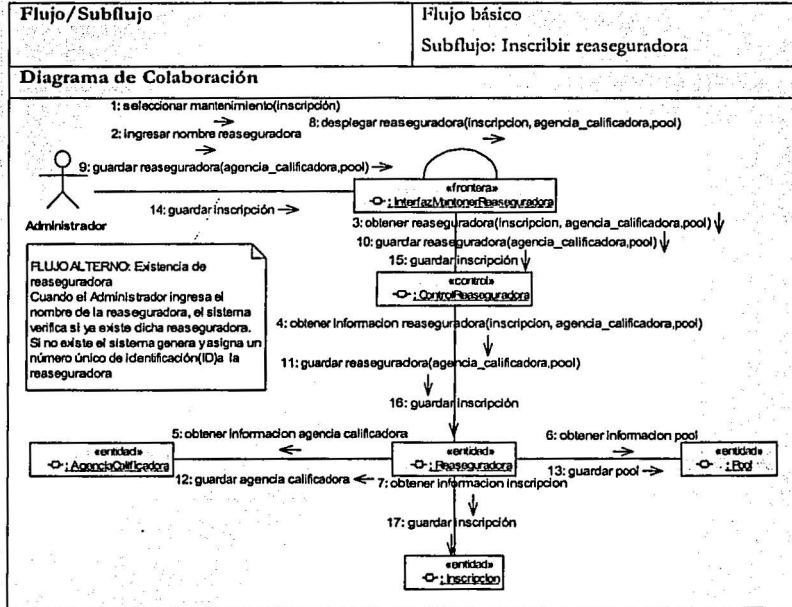 Flujo/Subflujo
Flujo básico
Subflujo: Inscribir reaseguradora
Diagrama de Colaboración
1: seleccionar mantenimiento(inscripción)
2: ingresar nombre reaseguradora
8: desplegar reaseguradora(inscripcion, agencia_calificadora,pool)
9: guardar reaseguradora(agencia_calificadora,pool)
«frontera»
: InterfazMantenerReaseguradora
14: guardar inscripción
Administrador
3: obtener reaseguradora(inscripcion, agencia_calificadora,pool)
10: guardar reaseguradora(agencia_calificadora,pool)
15: guardar inscripción
«control»
: ControlReaseguradora
FLUJO ALTERNO: Existencia de
reaseguradora
Cuando el Administrador ingresa el
nombre de la reaseguradora, el sistema
verifica si ya existe dicha reaseguradora.
Si no existe el sistema genera y asigna un
número único de identificación(ID)a la
reaseguradora
4: obtener informacion reaseguradora(inscripcion, agencia_calificadora,pool)
11: guardar reaseguradora(agencia_calificadora,pool)
16: guardar inscripción
5: obtener informacion agencia calificadora
6: obtener informacion pool
«entidad»
: AgenciaCalificadora
«entidad»
: Reaseguradora
«entidad»
: Pool
12: guardar agencia calificadora
13: guardar pool
7: obtener informacion inscripcion
17: guardar inscripción
«entidad»
: Inscripcion